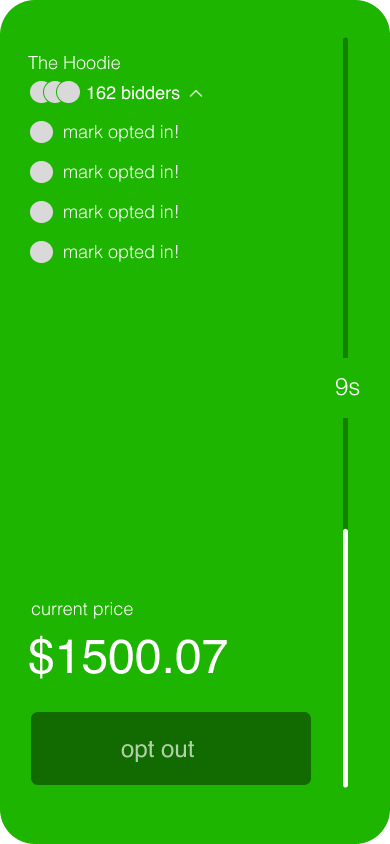 The Hoodie
162 bidders
mark opted in!
mark opted in!
mark opted in!
mark opted in!
9s
current price
$1500.07
opt out